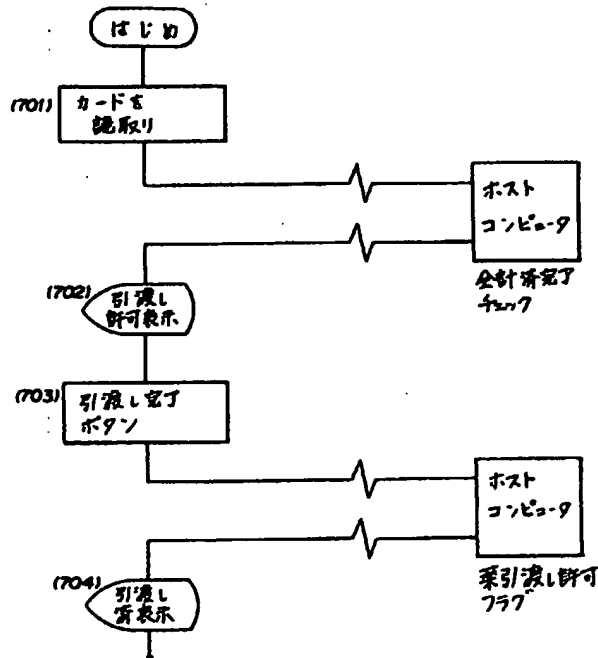 はじめ
(701)
カードを
読取り
ホスト
コンピュータ
会計済完了
チェック
(702)
引渡し
許可表示
(703)
引渡し完了
ボタン
ホスト
コンピュータ
薬引渡し許可
フラグ
(704)
引渡し
済表示